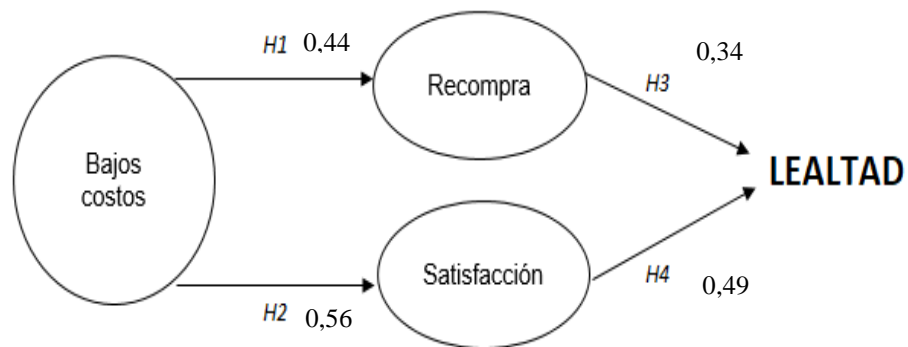 H1 0,44
Recompra
0,34
H3
Bajos
costos
LEALTAD
Satisfacción
H4 0,49
H2 0,56